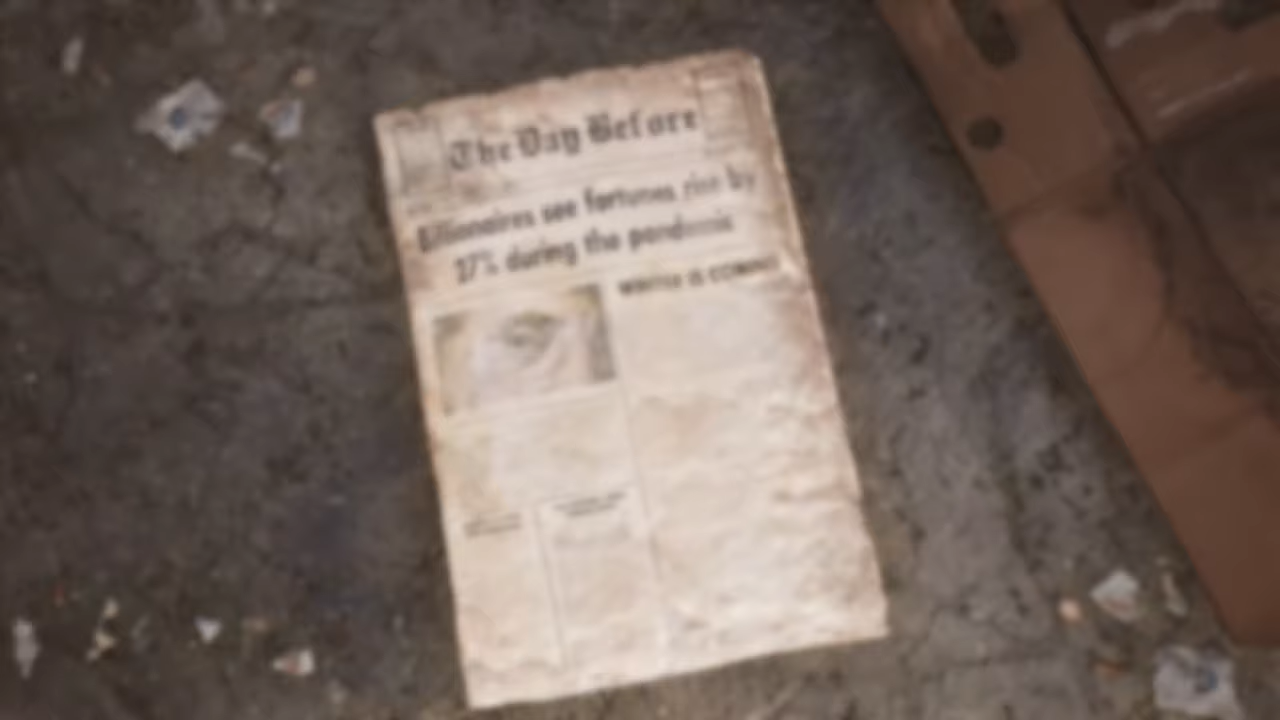 The Day Before
Billionaires see fortunes rise by
27% during the pandemic
WINTER IS COMING